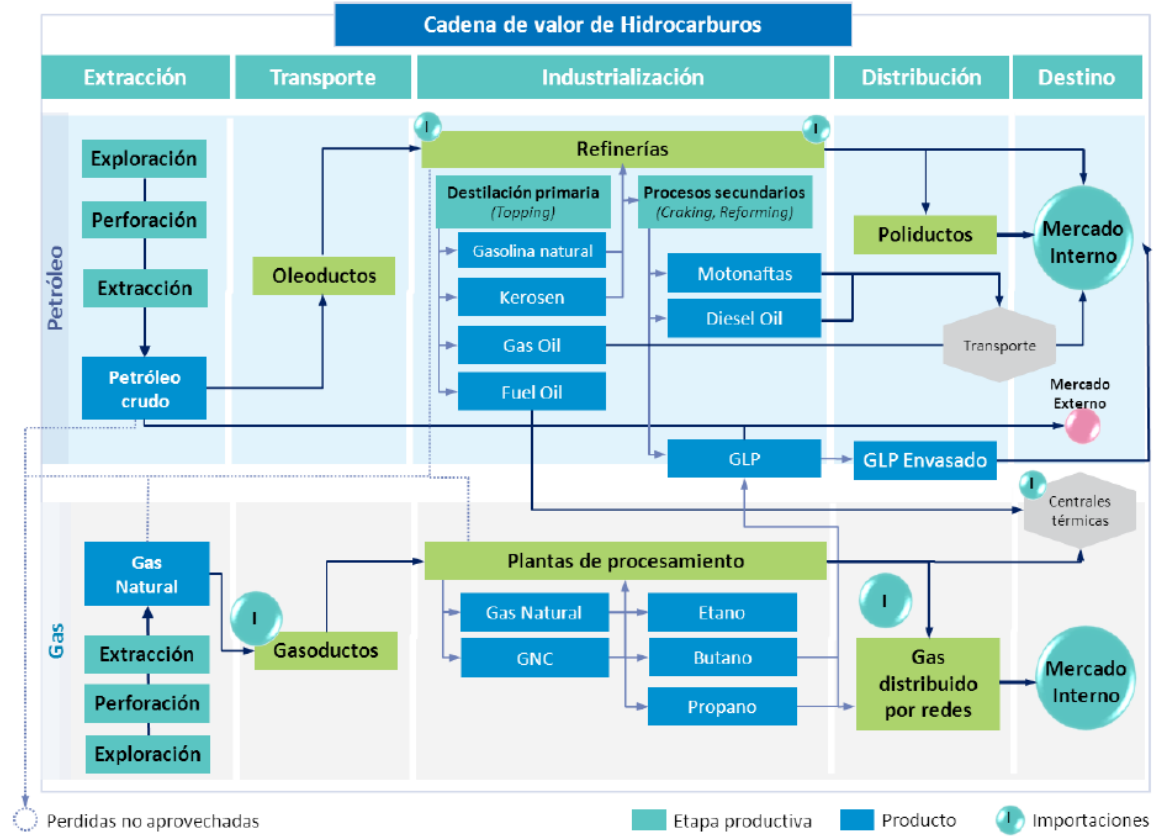 Cadena de valor de Hidrocarburos
Extracción
Transporte
Industrialización
Distribución
Destino
Petróleo
Exploración
Perforación
Extracción
Petróleo
crudo
Oleoductos
I
I
Refinerías
Destilación primaria
(Topping)
Procesos secundarios
(Craking, Reforming)
Gasolina natural
Kerosen
Gas Oil
Fuel Oil
Motonaftas
Diesel Oil
GLP
Poliductos
GLP Envasado
Mercado
Interno
Transporte
Mercado
Externo
I
Centrales
térmicas
Gas
Gas
Natural
Extracción
Perforación
Exploración
I
Gasoductos
Plantas de procesamiento
Gas Natural
GNC
Etano
Butano
Propano
I
Gas
distribuido
por redes
Mercado
Interno
Perdidas no aprovechadas
Etapa productiva
Producto
I
Importaciones